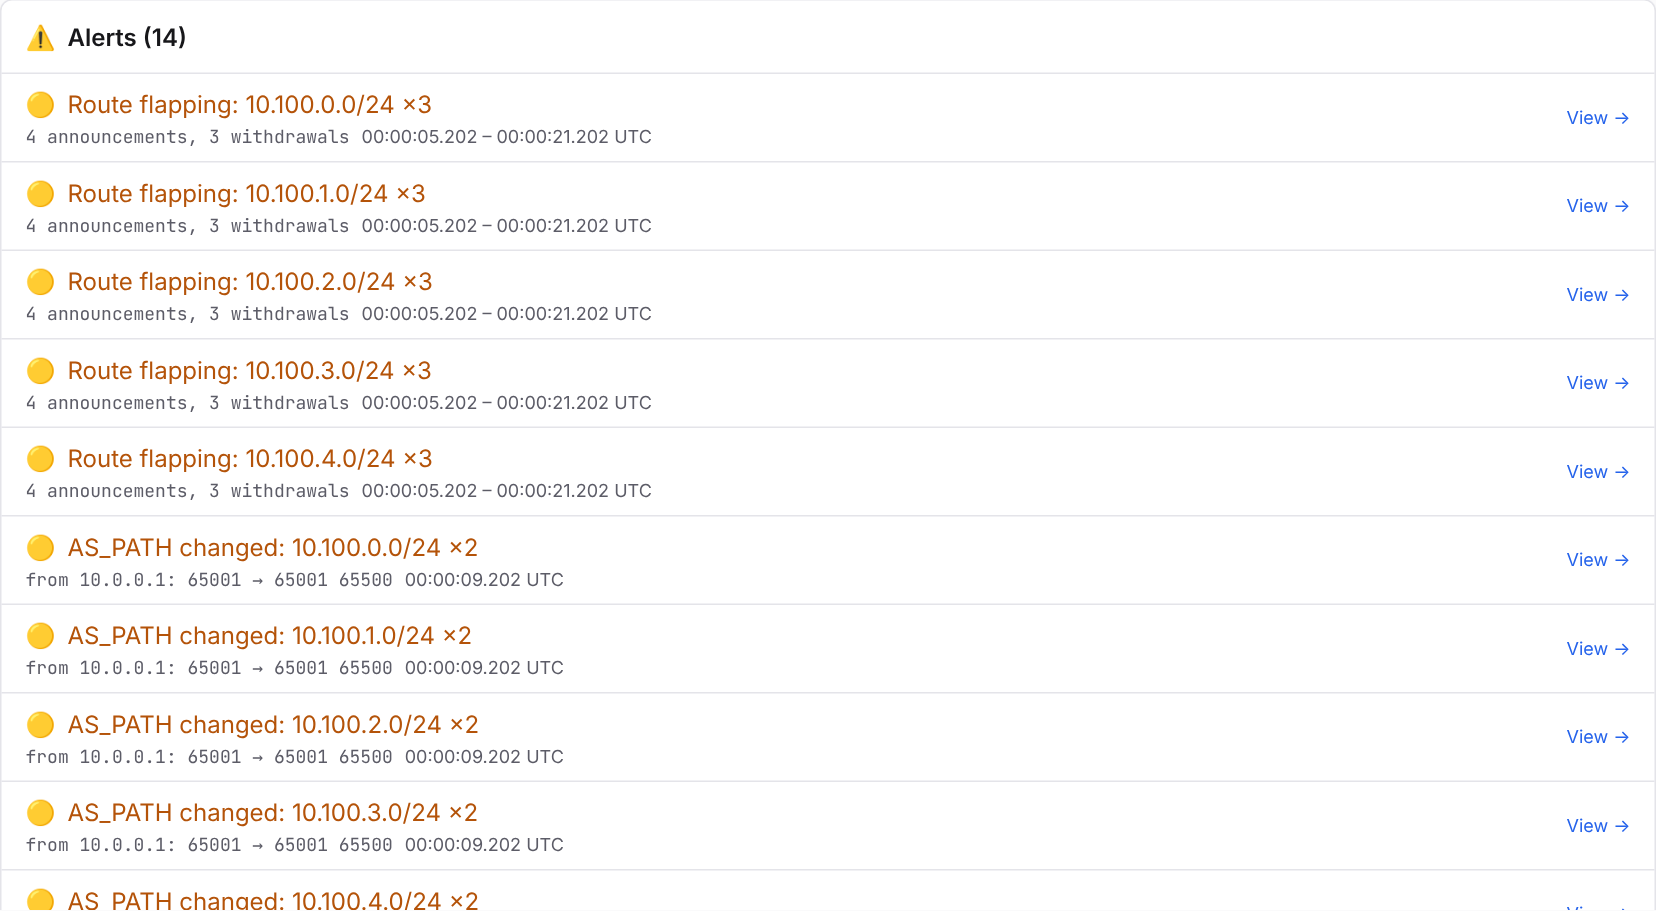 ⚠️ Alerts (14)
Route flapping: 10.100.0.0/24 ×3
4 announcements, 3 withdrawals 00:00:05.202 – 00:00:21.202 UTC
View →
Route flapping: 10.100.1.0/24 ×3
4 announcements, 3 withdrawals 00:00:05.202 – 00:00:21.202 UTC
View →
Route flapping: 10.100.2.0/24 ×3
4 announcements, 3 withdrawals 00:00:05.202 – 00:00:21.202 UTC
View →
Route flapping: 10.100.3.0/24 ×3
4 announcements, 3 withdrawals 00:00:05.202 – 00:00:21.202 UTC
View →
Route flapping: 10.100.4.0/24 ×3
4 announcements, 3 withdrawals 00:00:05.202 – 00:00:21.202 UTC
View →
AS_PATH changed: 10.100.0.0/24 ×2
from 10.0.0.1: 65001 → 65001 65500 00:00:09.202 UTC
View →
AS_PATH changed: 10.100.1.0/24 ×2
from 10.0.0.1: 65001 → 65001 65500 00:00:09.202 UTC
View →
AS_PATH changed: 10.100.2.0/24 ×2
from 10.0.0.1: 65001 → 65001 65500 00:00:09.202 UTC
View →
AS_PATH changed: 10.100.3.0/24 ×2
from 10.0.0.1: 65001 → 65001 65500 00:00:09.202 UTC
View →
AS_PATH changed: 10.100.4.0/24 ×2